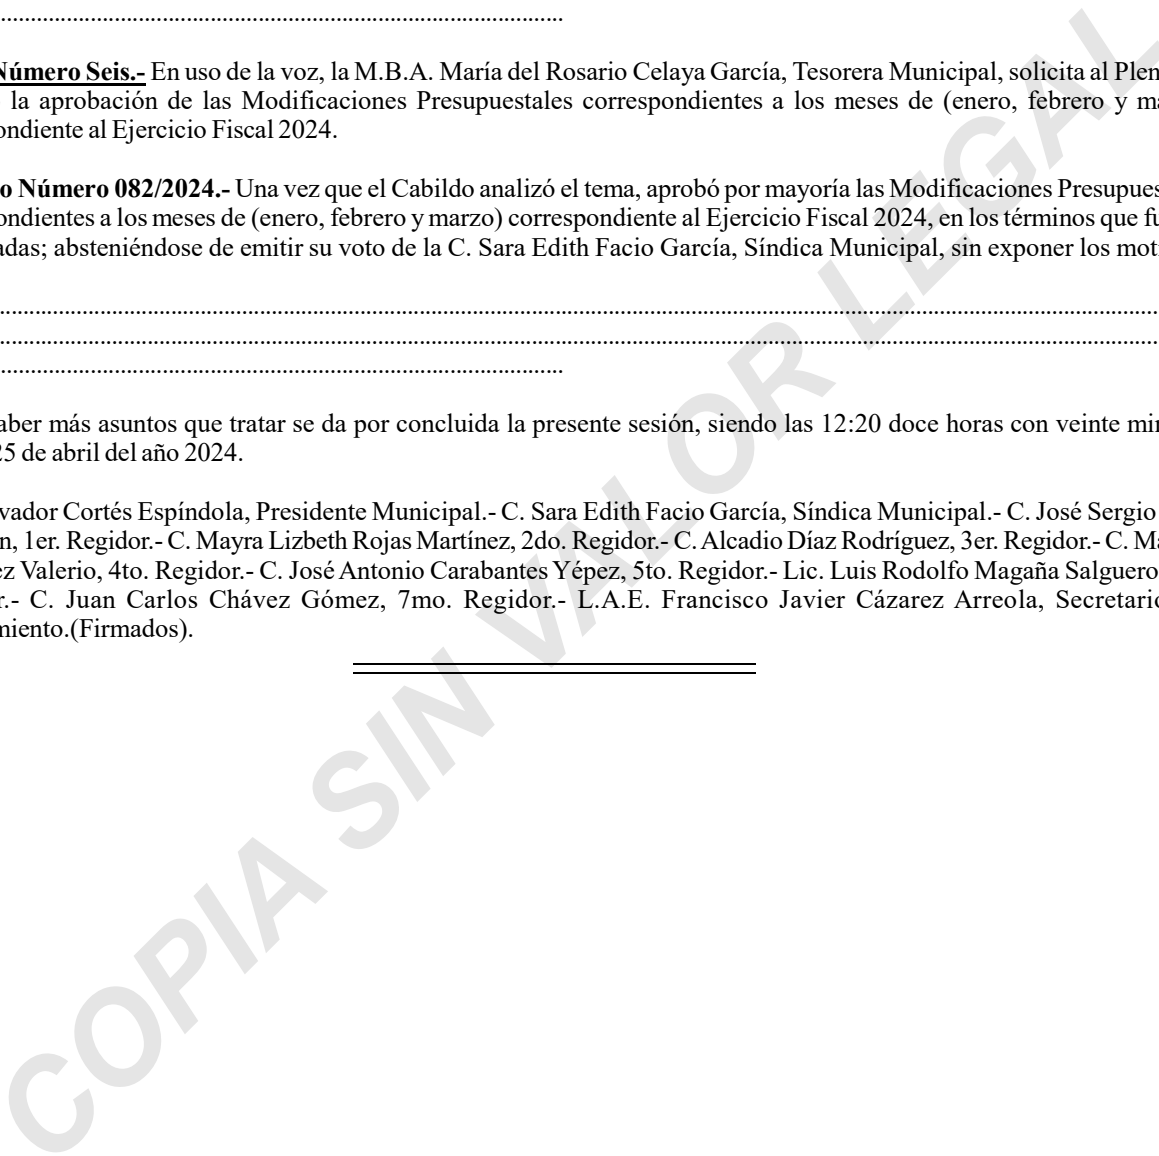 ................................................................................................
Número Seis.- En uso de la voz, la M.B.A. María del Rosario Celaya García, Tesorera Municipal, solicita al Plen
la aprobación de las Modificaciones Presupuestales correspondientes a los meses de (enero, febrero y ma
ondiente al Ejercicio Fiscal 2024.
o Número 082/2024.- Una vez que el Cabildo analizó el tema, aprobó por mayoría las Modificaciones Presupues
ondientes a los meses de (enero, febrero y marzo) correspondiente al Ejercicio Fiscal 2024, en los términos que fu
adas; absteniéndose de emitir su voto de la C. Sara Edith Facio García, Síndica Municipal, sin exponer los moti
................................................................................................
................................................................................................
................................................................................................
aber más asuntos que tratar se da por concluida la presente sesión, siendo las 12:20 doce horas con veinte min
25 de abril del año 2024.
vador Cortés Espíndola, Presidente Municipal.- C. Sara Edith Facio García, Síndica Municipal.- C. José Sergio
n, 1er. Regidor.- C. Mayra Lizbeth Rojas Martínez, 2do. Regidor.- C. Alcadio Díaz Rodríguez, 3er. Regidor.- C. Ma
ez Valerio, 4to. Regidor.- C. José Antonio Carabantes Yépez, 5to. Regidor.- Lic. Luis Rodolfo Magaña Salguero
r.- C. Juan Carlos Chávez Gómez, 7mo. Regidor.- L.A.E. Francisco Javier Cázarez Arreola, Secretario
miento.(Firmados).
COPIA SIN VALOR LEGAL